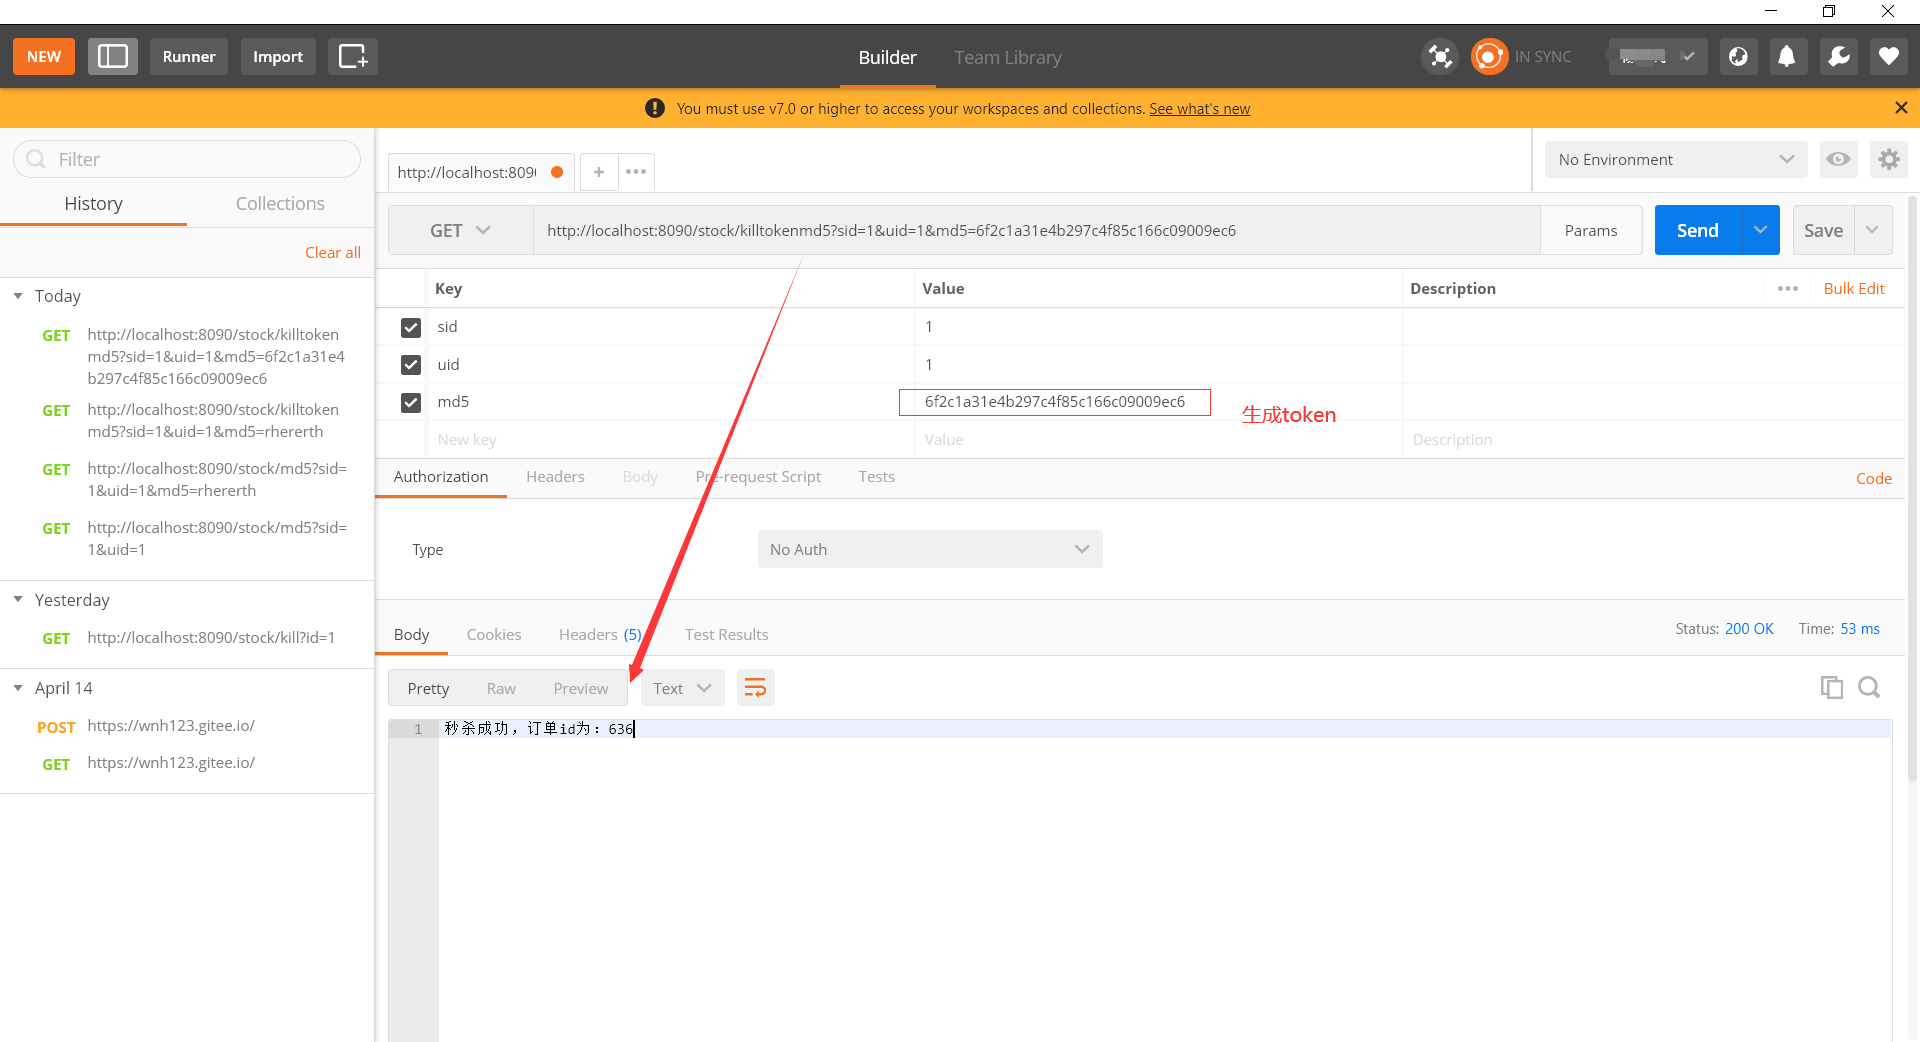 NEW
Runner
Import
Builder
Team Library
IN SYNC
You must use v7.0 or higher to access your workspaces and collections. See what's new
Filter
History
Collections
Clear all
Today
GET
http://localhost:8090/stock/killtoken
md5?sid=1&uid=1&md5=6f2c1a31e4
b297c4f85c166c09009ec6
GET
http://localhost:8090/stock/killtoken
md5?sid=1&uid=1&md5=rhererth
GET
http://localhost:8090/stock/md5?sid=
1&uid=1&md5=rhererth
GET
http://localhost:8090/stock/md5?sid=
1&uid=1
Yesterday
GET
http://localhost:8090/stock/kill?id=1
April 14
POST
https://wnh123.gitee.io/
GET
https://wnh123.gitee.io/
http://localhost:809
No Environment
GET
http://localhost:8090/stock/killtokenmd5?sid=1&uid=1&md5=6f2c1a31e4b297c4f85c166c09009ec6
Params
Send
Save
Key
Value
Description
Bulk Edit
sid
1
uid
1
md5
6f2c1a31e4b297c4f85c166c09009ec6
生成token
New key
Value
Description
Authorization
Headers
Body
Pre-request Script
Tests
Code
Type
No Auth
Body
Cookies
Headers (5)
Test Results
Status: 200 OK
Time: 53 ms
Pretty
Raw
Preview
Text
1
秒杀成功，订单id为：636